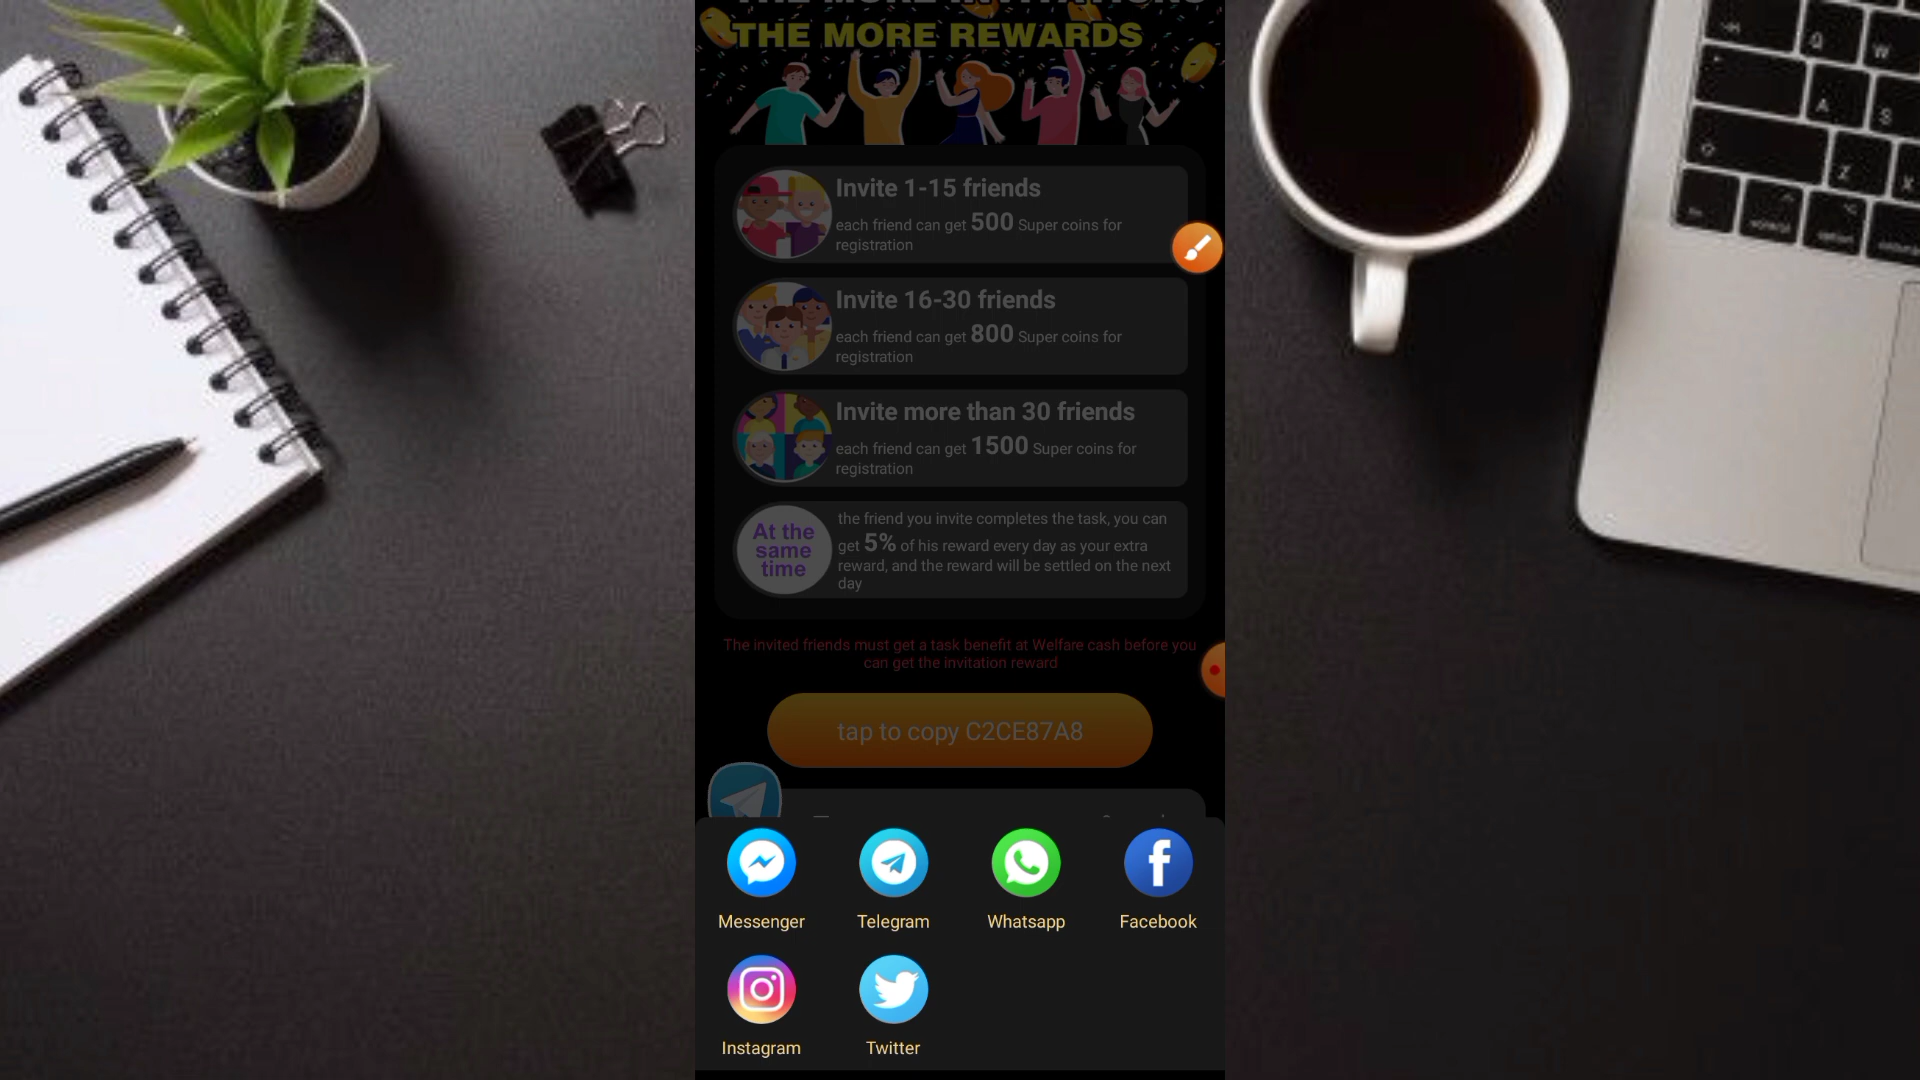 THE MORE INVITATIONS
THE MORE REWARDS
Invite 1-15 friends
each friend can get 500 Super coins for
registration
Invite 16-30 friends
each friend can get 800 Super coins for
registration
Invite more than 30 friends
each friend can get 1500 Super coins for
registration
At the
same
time
the friend you invite completes the task, you can
get 5% of his reward every day as your extra
reward, and the reward will be settled on the next
day
The invited friends must get a task benefit at Welfare cash before you
can get the invitation reward
tap to copy C2CE87A8
Messenger
Telegram
Whatsapp
Facebook
Instagram
Twitter
Q
W
A
S
Z
X